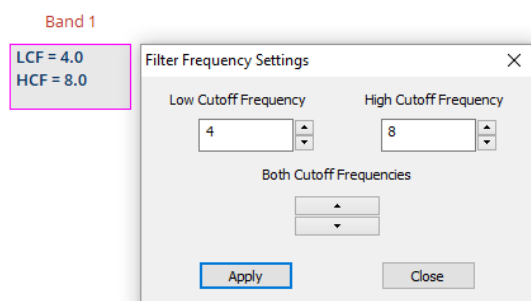 Band 1
LCF = 4.0
HCF = 8.0
Filter Frequency Settings
Low Cutoff Frequency High Cutoff Frequency
4 8
Both Cutoff Frequencies
Apply Close